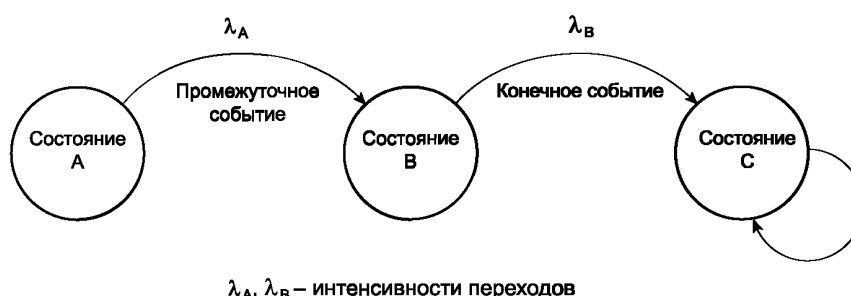 λA
λB
Промежуточное
событие
Конечное событие
Состояние
A
Состояние
B
Состояние
C
λA, λB – интенсивности переходов